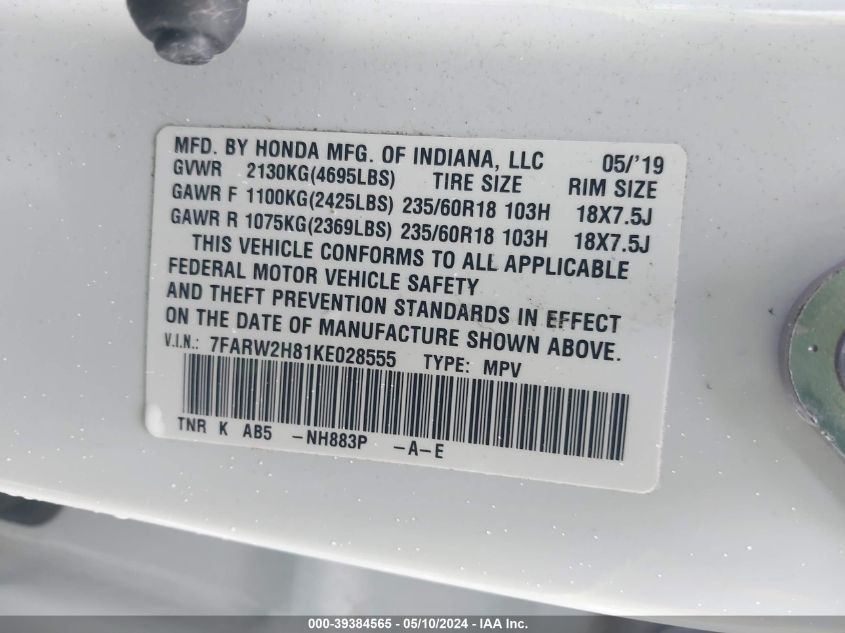 MFD. BY HONDA MFG. OF INDIANA, LLC 05/'19
GVWR 2130KG(4695LBS) TIRE SIZE RIM SIZE
GAWR F 1100KG(2425LBS) 235/60R18 103H 18X7.5J
GAWR R 1075KG(2369LBS) 235/60R18 103H 18X7.5J
THIS VEHICLE CONFORMS TO ALL APPLICABLE
FEDERAL MOTOR VEHICLE SAFETY
AND THEFT PREVENTION STANDARDS IN EFFECT
ON THE DATE OF MANUFACTURE SHOWN ABOVE.
V.I.N.: 7FARW2H81KE028555 TYPE: MPV
TNR K AB5 -NH883P -A-E
000-39384565 - 05/10/2024 - IAA Inc.